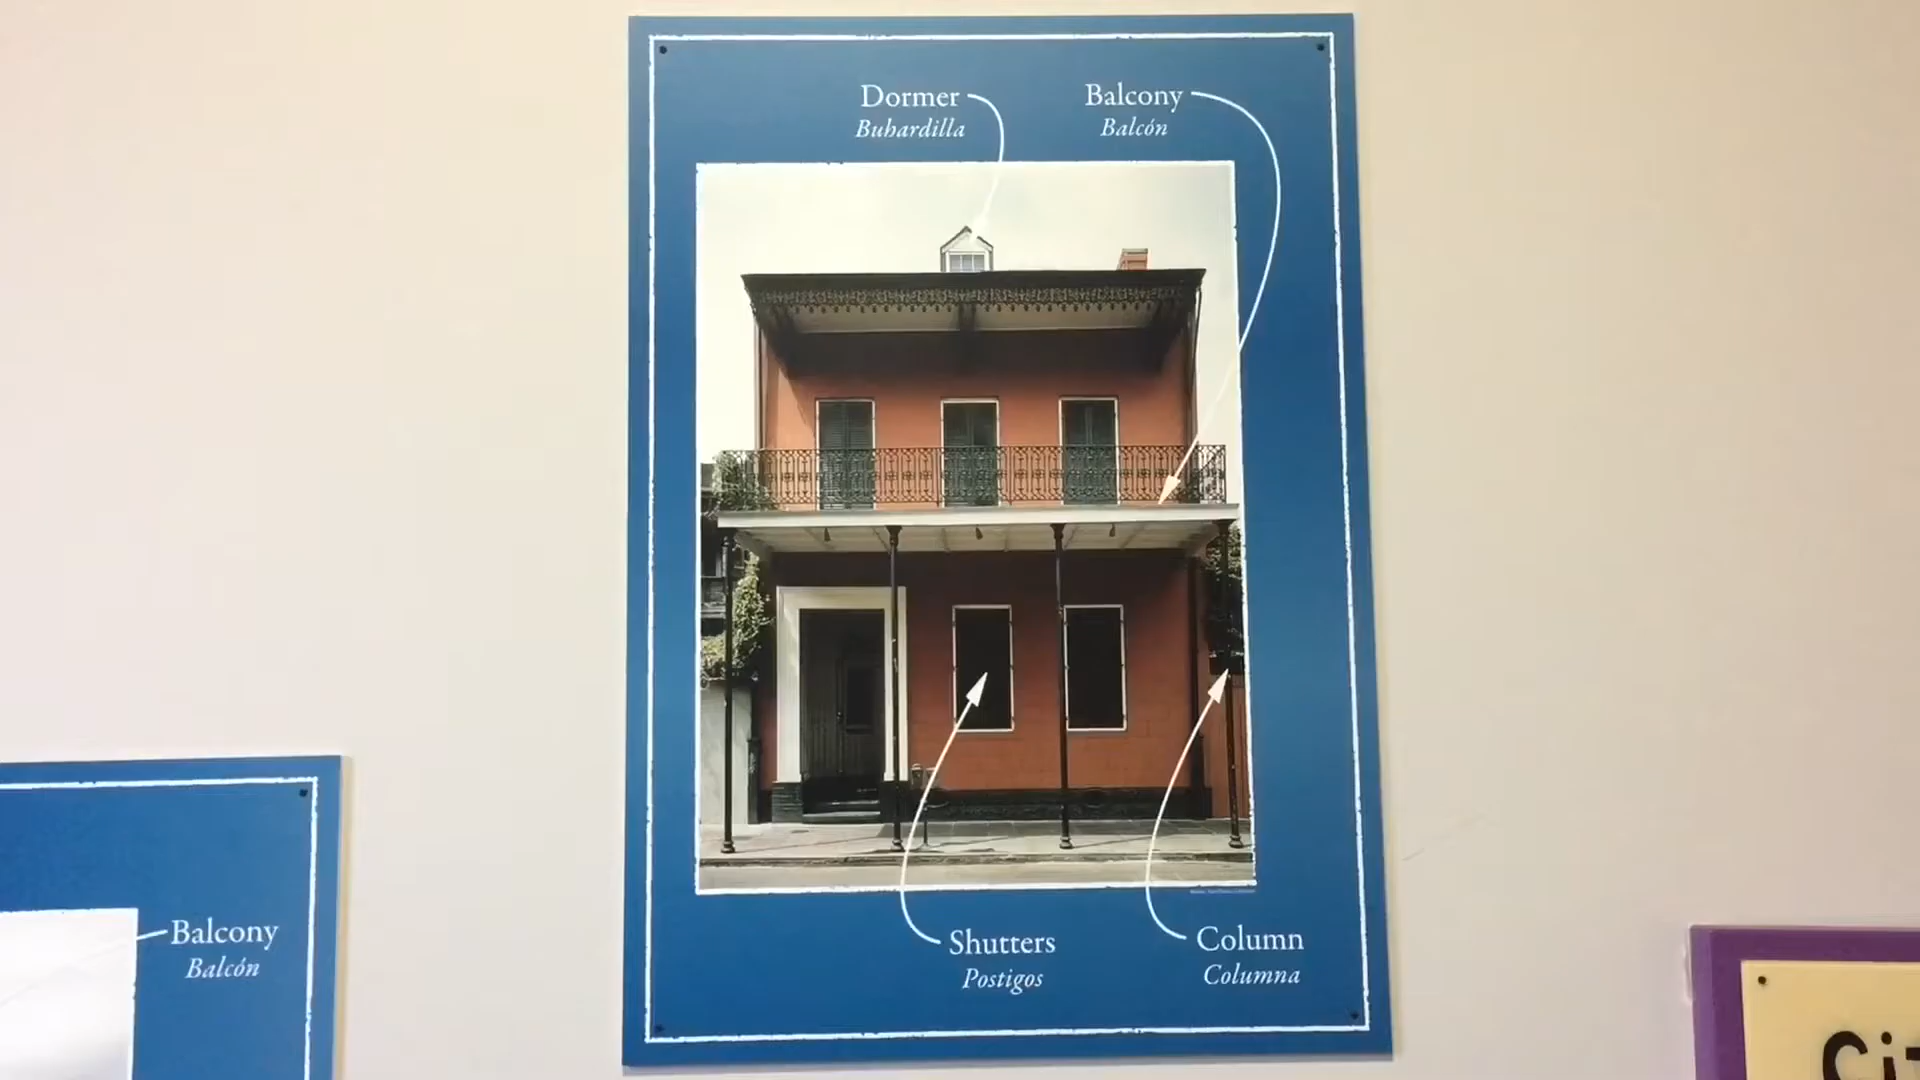 Dormer
Buhardilla
Balcony
Balcón
Shutters
Postigos
Column
Columna
Balcony
Balcón